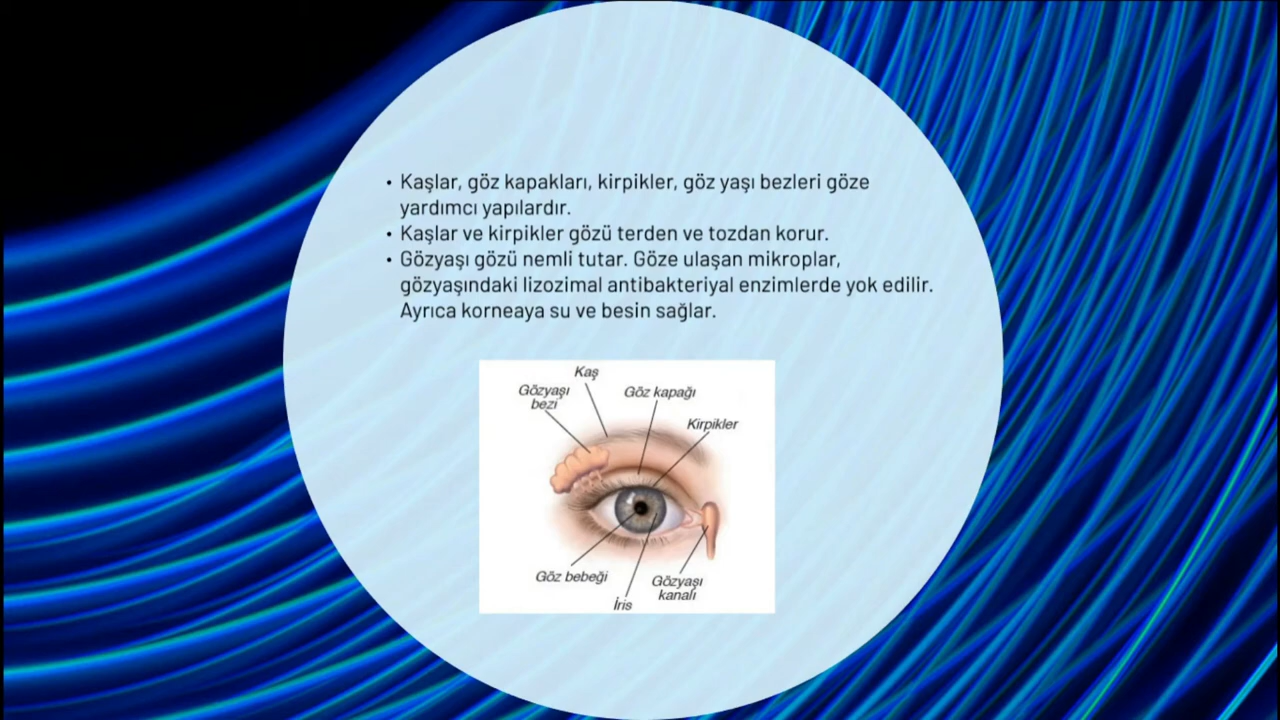 • Kaşlar, göz kapakları, kirpikler, göz yaşı bezleri göze
yardımcı yapılardır.
• Kaşlar ve kirpikler gözü terden ve tozdan korur.
• Gözyaşı gözü nemli tutar. Göze ulaşan mikroplar,
gözyaşındaki lizozimal antibakteriyal enzimlerde yok edilir.
Ayrıca korneaya su ve besin sağlar.
Kaş
Gözyaşı
bezi
Göz kapağı
Kirpikler
Göz bebeği
İris
Gözyaşı
kanalı